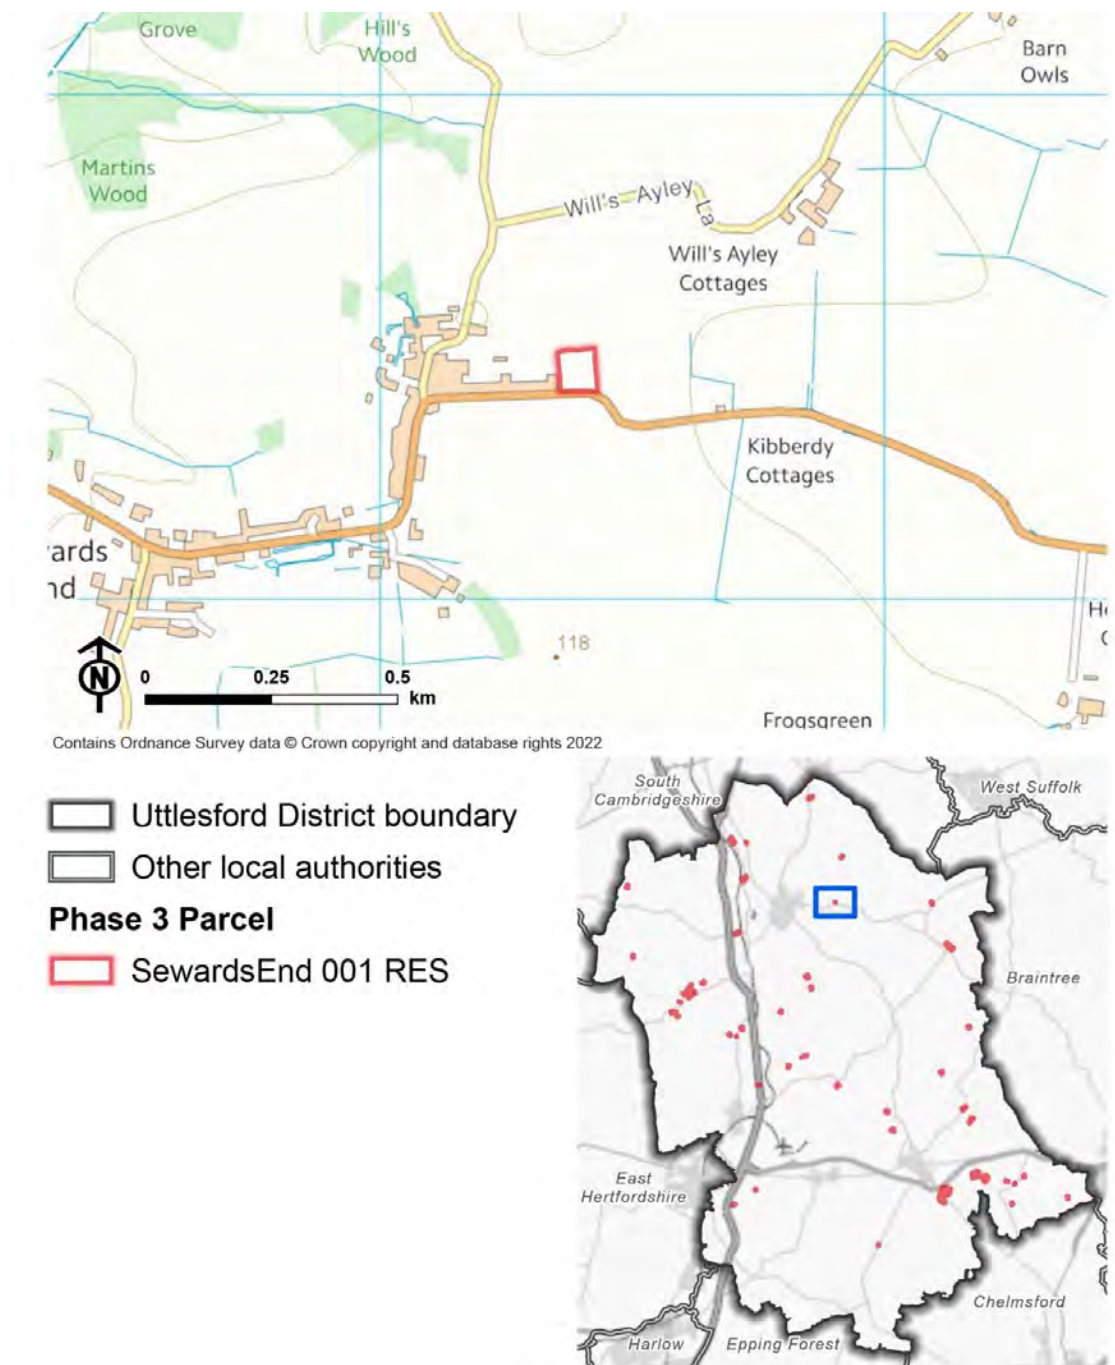 Grove
Hill's
Wood
Barn
Owls
Martins
Wood
Will's Ayley La
Will's Ayley
Cottages
Kibberdy
Cottages
118
Frogsgreen
N
0 0.25 0.5
km
Contains Ordnance Survey data © Crown copyright and database rights 2022
Uttlesford District boundary
Other local authorities
Phase 3 Parcel
SewardsEnd 001 RES
South
Cambridgeshire
West Suffolk
Braintree
East
Hertfordshire
Chelmsford
Harlow
Epping Forest